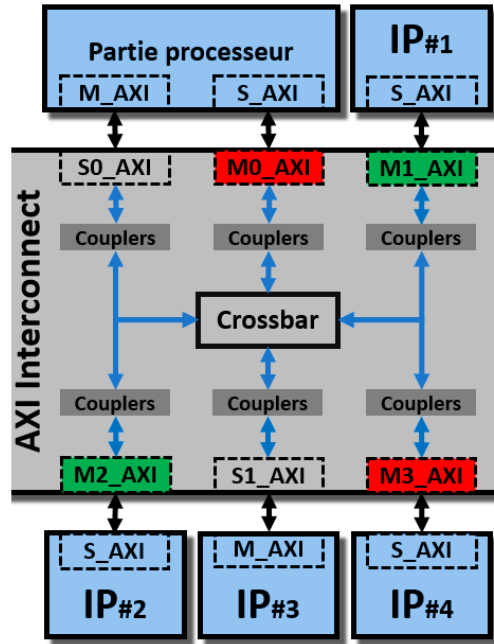 Partie processeur
M_AXI
S_AXI
IP#1
S_AXI
AXI Interconnect
S0_AXI
M0_AXI
M1_AXI
Couplers
Couplers
Couplers
Crossbar
Couplers
Couplers
Couplers
M2_AXI
S1_AXI
M3_AXI
S_AXI
IP#2
M_AXI
IP#3
S_AXI
IP#4